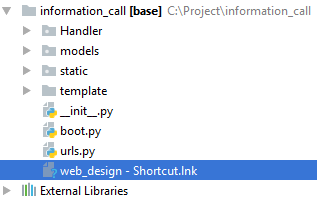 information_call [base] C:\Project\information_call
Handler
models
static
template
__init__.py
boot.py
urls.py
web_design - Shortcut.lnk
External Libraries